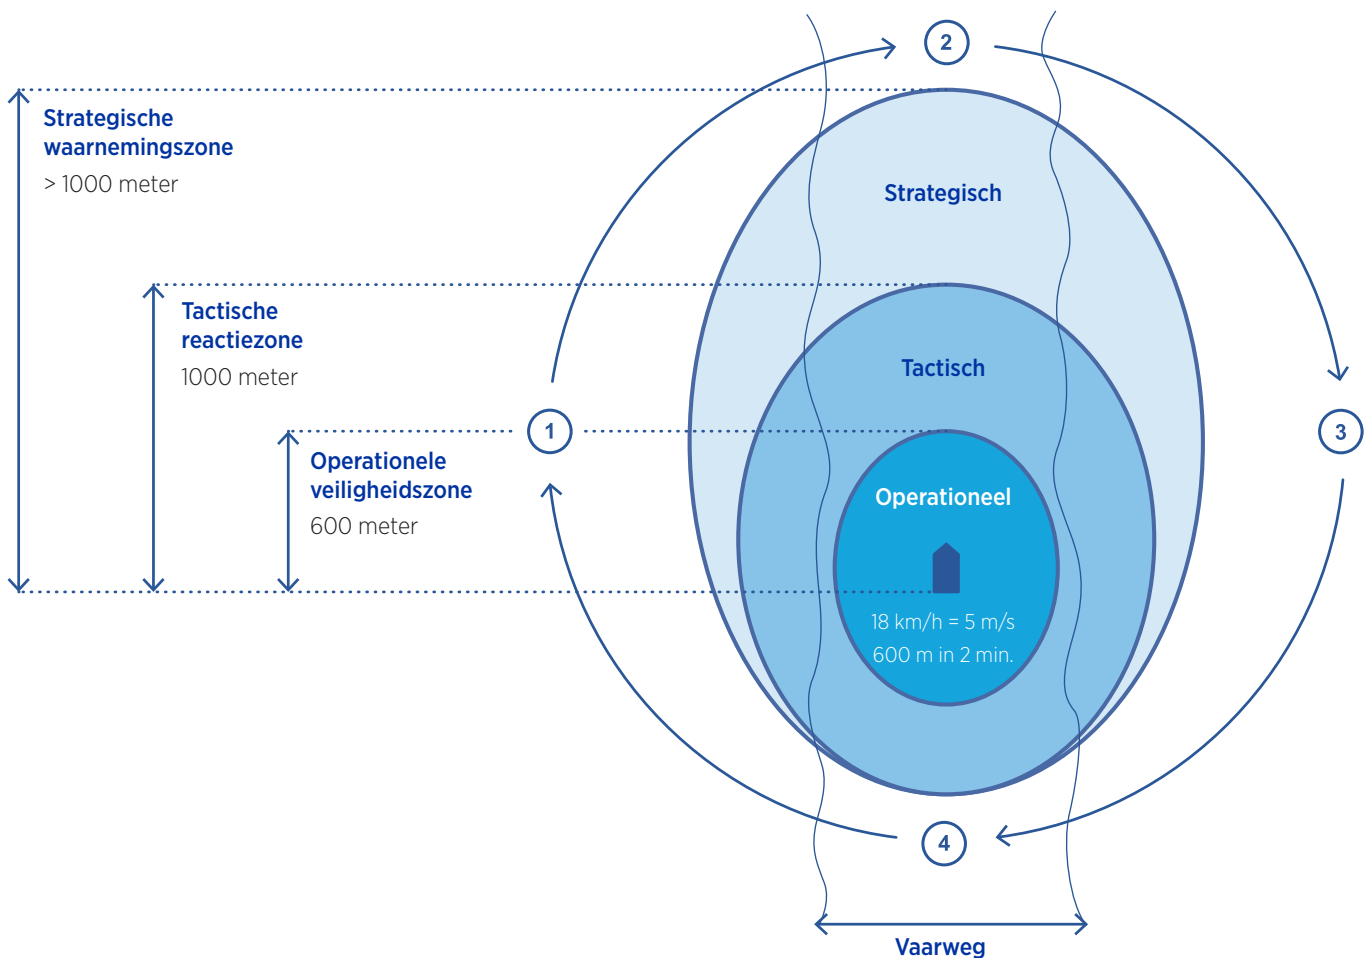 2
Strategische
waarnemingszone
> 1000 meter
Strategisch
Tactische
reactiezone
1000 meter
Tactisch
1
3
Operationele
veiligheidszone
600 meter
Operationeel
18 km/h = 5 m/s
600 m in 2 min.
4
Vaarweg